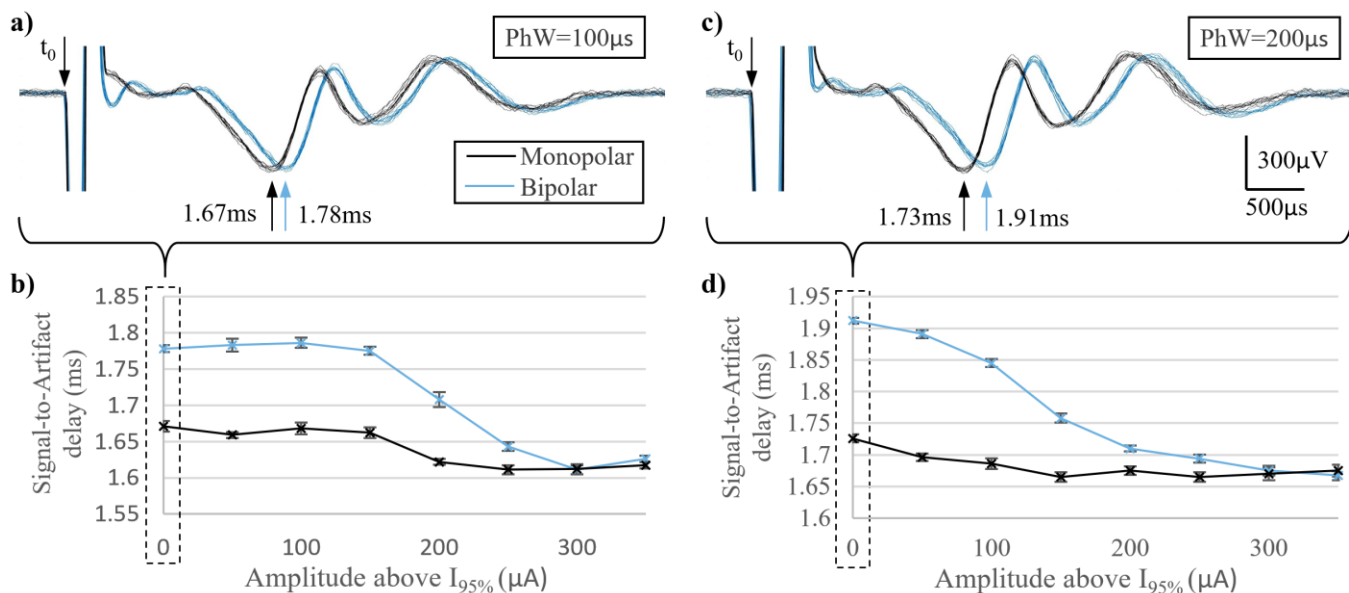 a)
t0
PhW=100µs
Monopolar
Bipolar
1.67ms
1.78ms
c)
t0
PhW=200µs
300µV
500µs
1.73ms
1.91ms
b)
Signal-to-Artifact
delay (ms)
1.85
1.8
1.75
1.7
1.65
1.6
1.55
0
100
200
300
Amplitude above I95% (µA)
d)
Signal-to-Artifact
delay (ms)
1.95
1.9
1.85
1.8
1.75
1.7
1.65
1.6
0
100
200
300
Amplitude above I95% (µA)